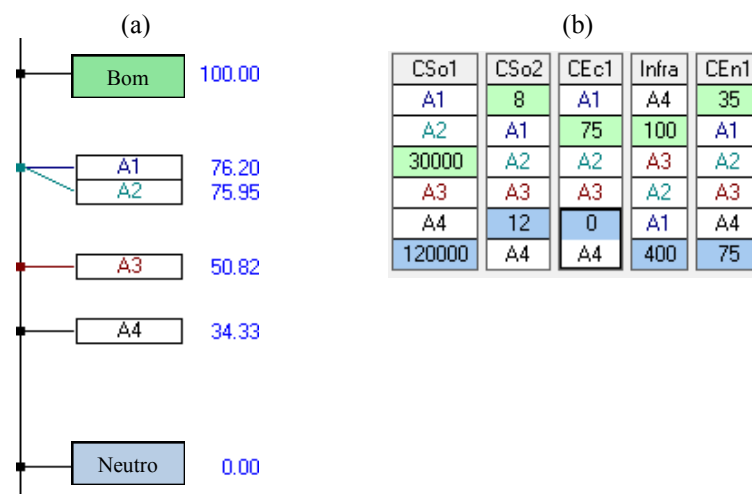 (a)
Bom 100.00
A1 76.20
A2 75.95
A3 50.82
A4 34.33
Neutro 0.00
(b)
CSo1 CSo2 CEc1 Infra CEn1
A1 8 A1 A4 35
A2 A1 75 100 A1
30000 A2 A2 A3 A2
A3 A3 A3 A2 A3
A4 12 0 A1 A4
120000 A4 A4 400 75